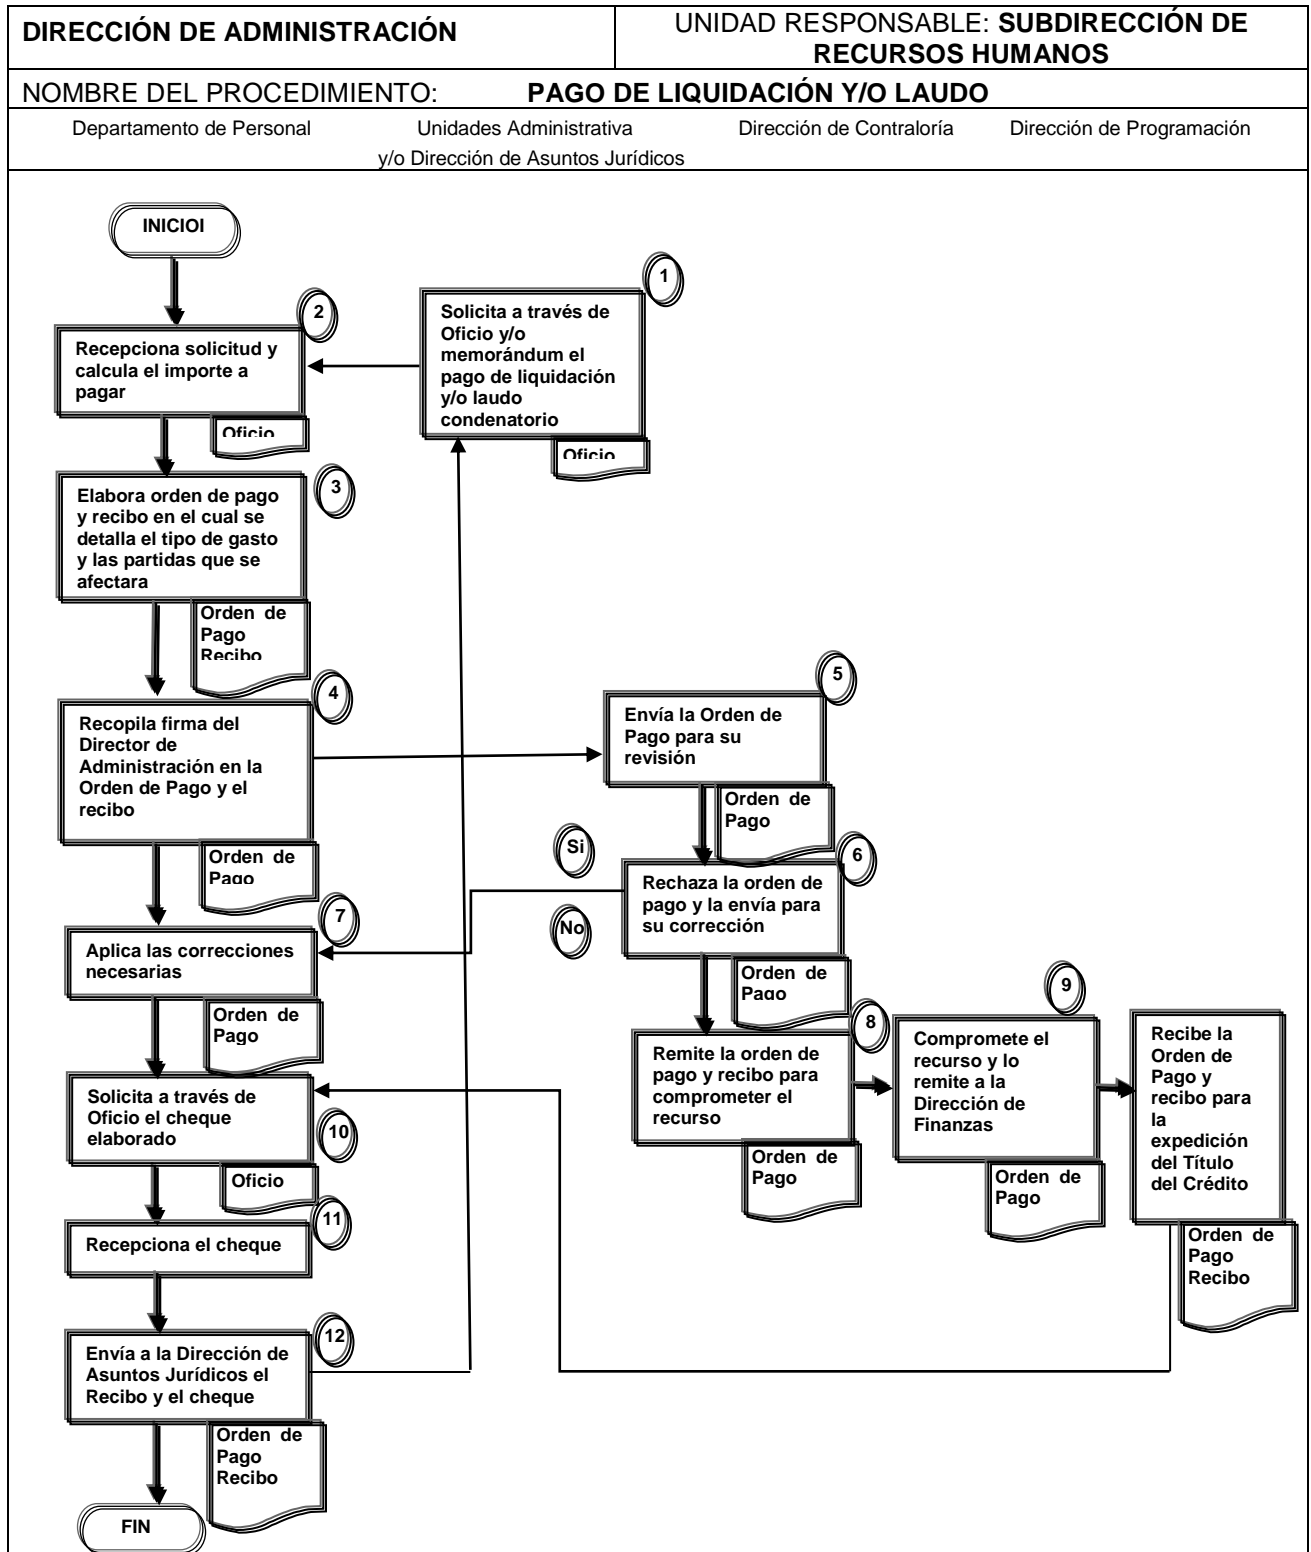 DIRECCIÓN DE ADMINISTRACIÓN
UNIDAD RESPONSABLE: SUBDIRECCIÓN DE
RECURSOS HUMANOS
NOMBRE DEL PROCEDIMIENTO: PAGO DE LIQUIDACIÓN Y/O LAUDO
Departamento de Personal
Unidades Administrativa
y/o Dirección de Asuntos Jurídicos
Dirección de Contraloría
Dirección de Programación
INICIOI
1
Solicita a través de
Oficio y/o
memorándum el
pago de liquidación
y/o laudo
condenatorio
Oficio
2
Recepciona solicitud y
calcula el importe a
pagar
Oficio
3
Elabora orden de pago
y recibo en el cual se
detalla el tipo de gasto
y las partidas que se
afectara
Orden de
Pago
Recibo
4
Recopila firma del
Director de
Administración en la
Orden de Pago y el
recibo
Orden de
Pago
5
Envía la Orden de
Pago para su
revisión
Orden de
Pago
Si
No
6
Rechaza la orden de
pago y la envía para
su corrección
Orden de
Pago
7
Aplica las correcciones
necesarias
Orden de
Pago
8
Remite la orden de
pago y recibo para
comprometer el
recurso
Orden de
Pago
9
Compromete el
recurso y lo
remite a la
Dirección de
Finanzas
Orden de
Pago
Recibe la
Orden de
Pago y
recibo para
la
expedición
del Título
del Crédito
Orden de
Pago
Recibo
Solicita a través de
Oficio el cheque
elaborado
10
Oficio
11
Recepciona el cheque
12
Envía a la Dirección de
Asuntos Jurídicos el
Recibo y el cheque
Orden de
Pago
Recibo
FIN